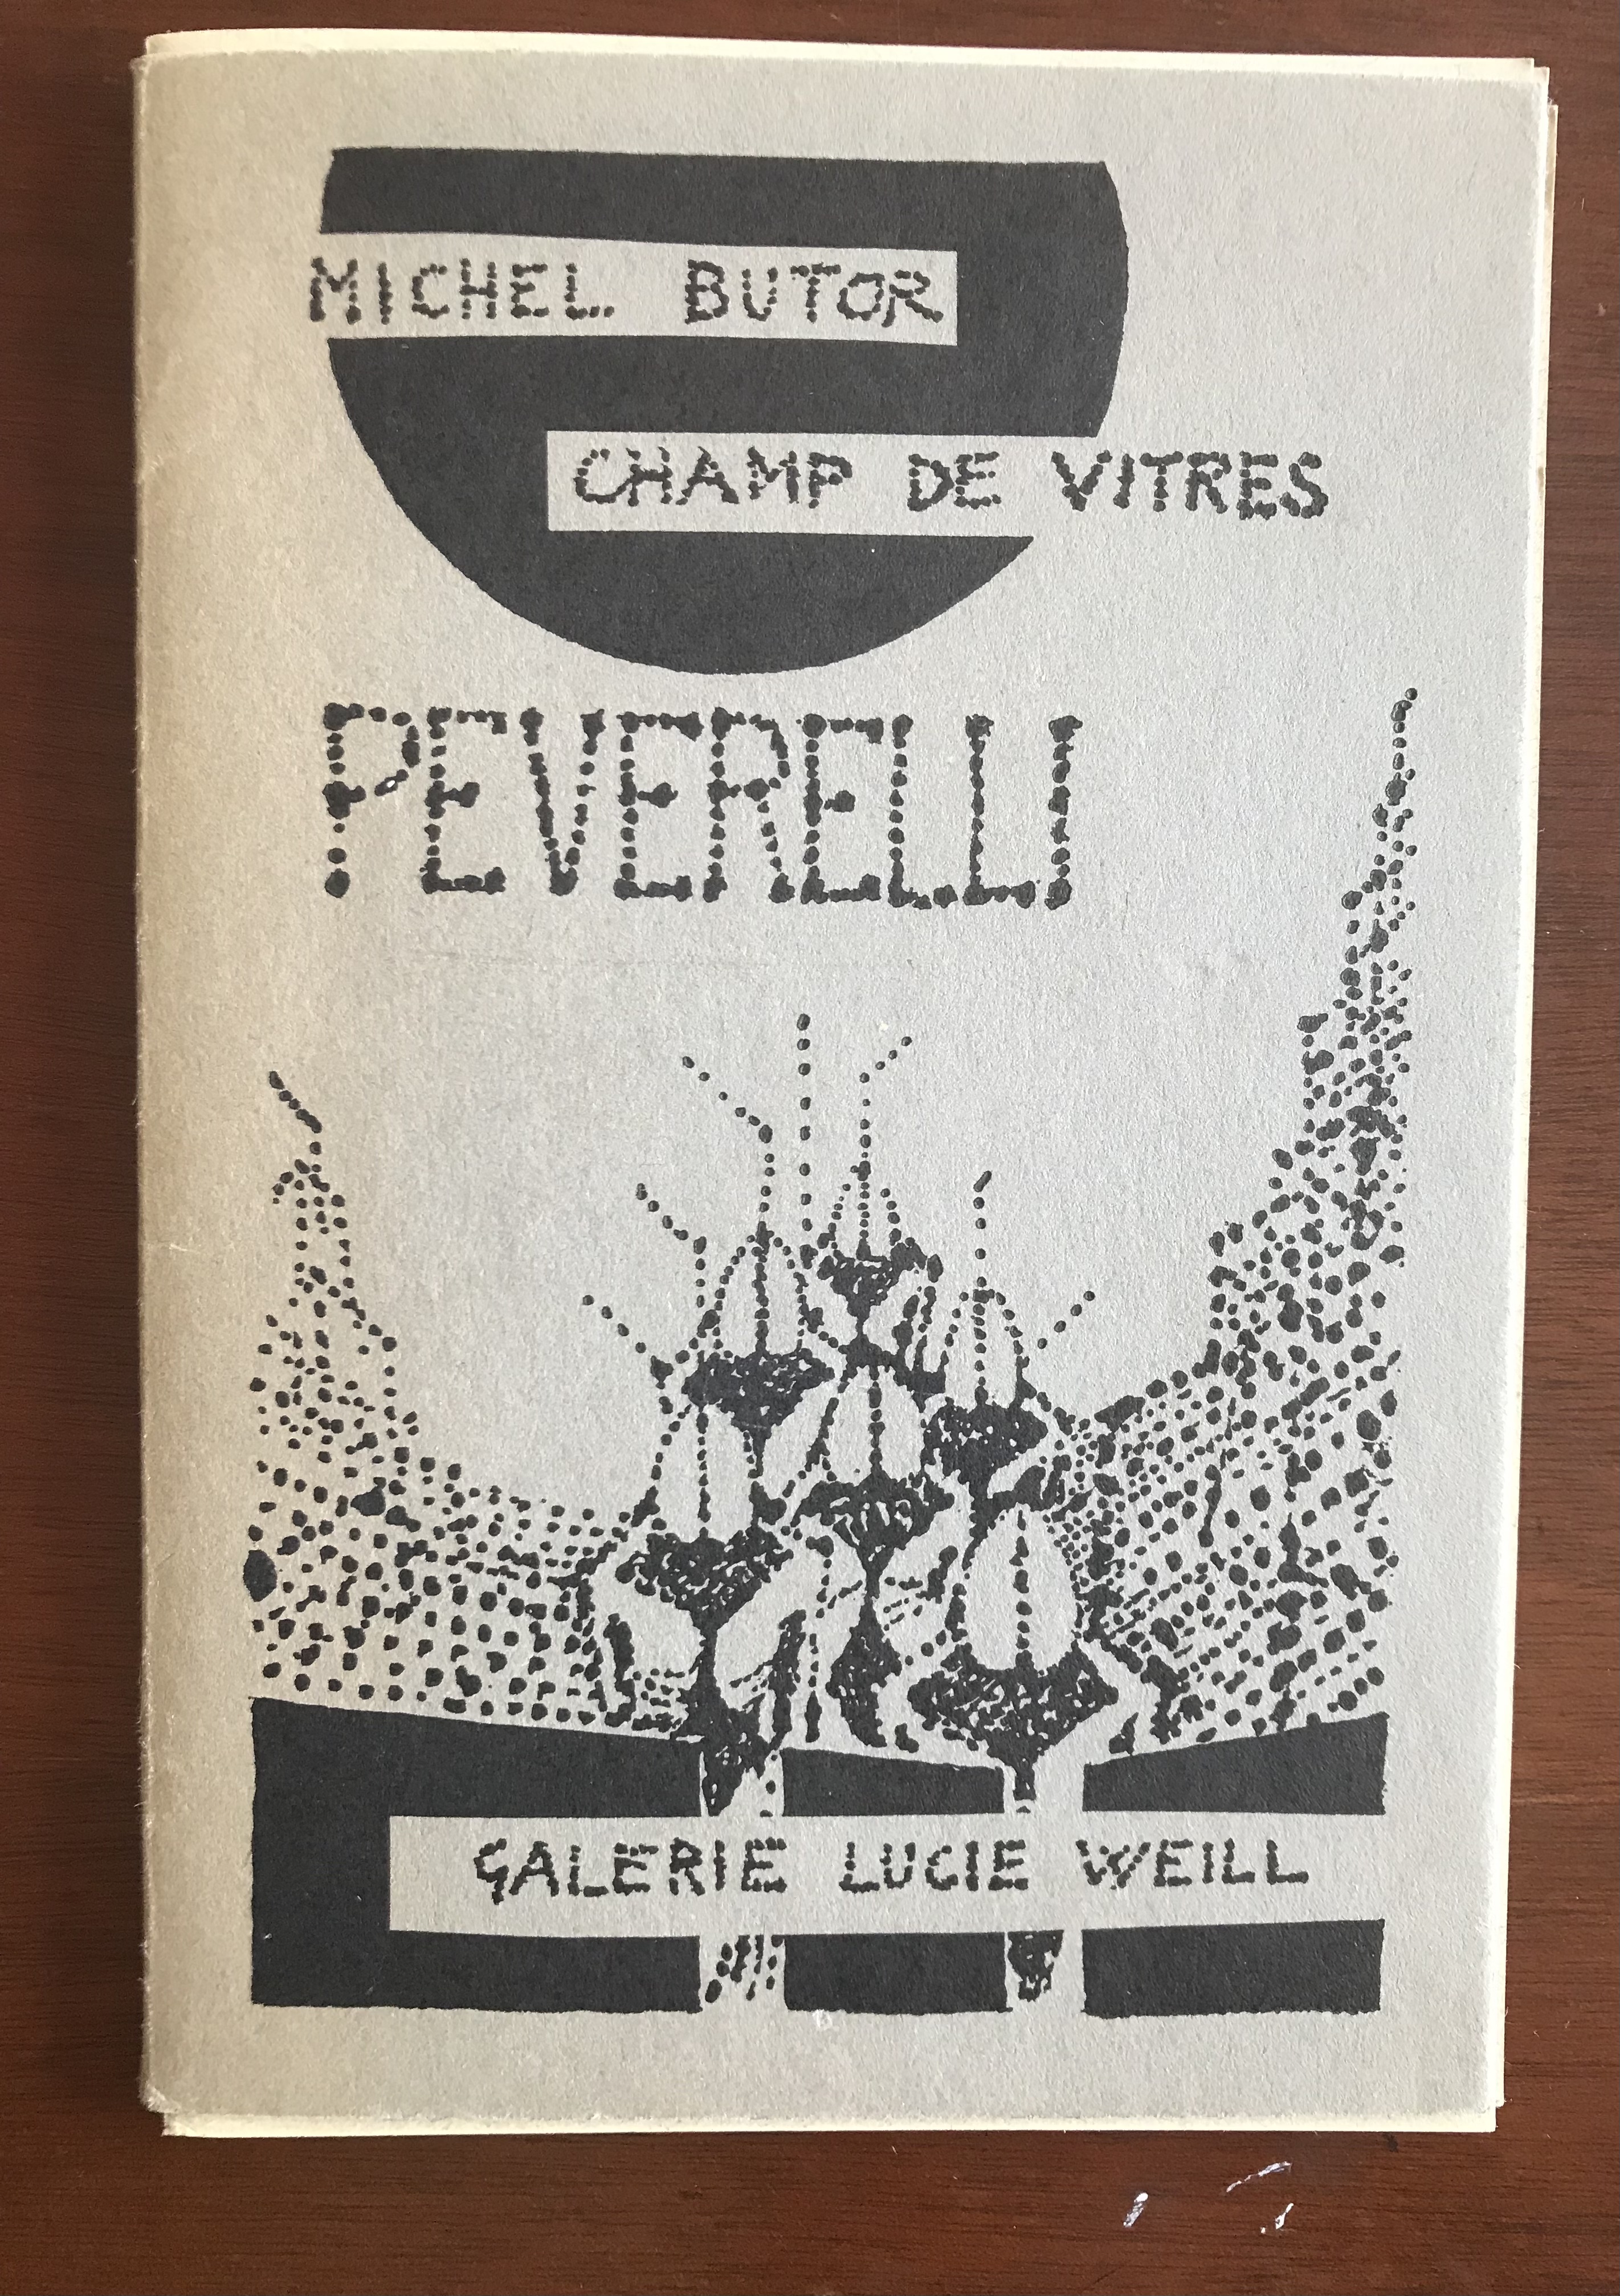 MICHEL BUTOR
CHAMP DE VITRES
PEVERELLI
GALERIE LUCIE WEILL